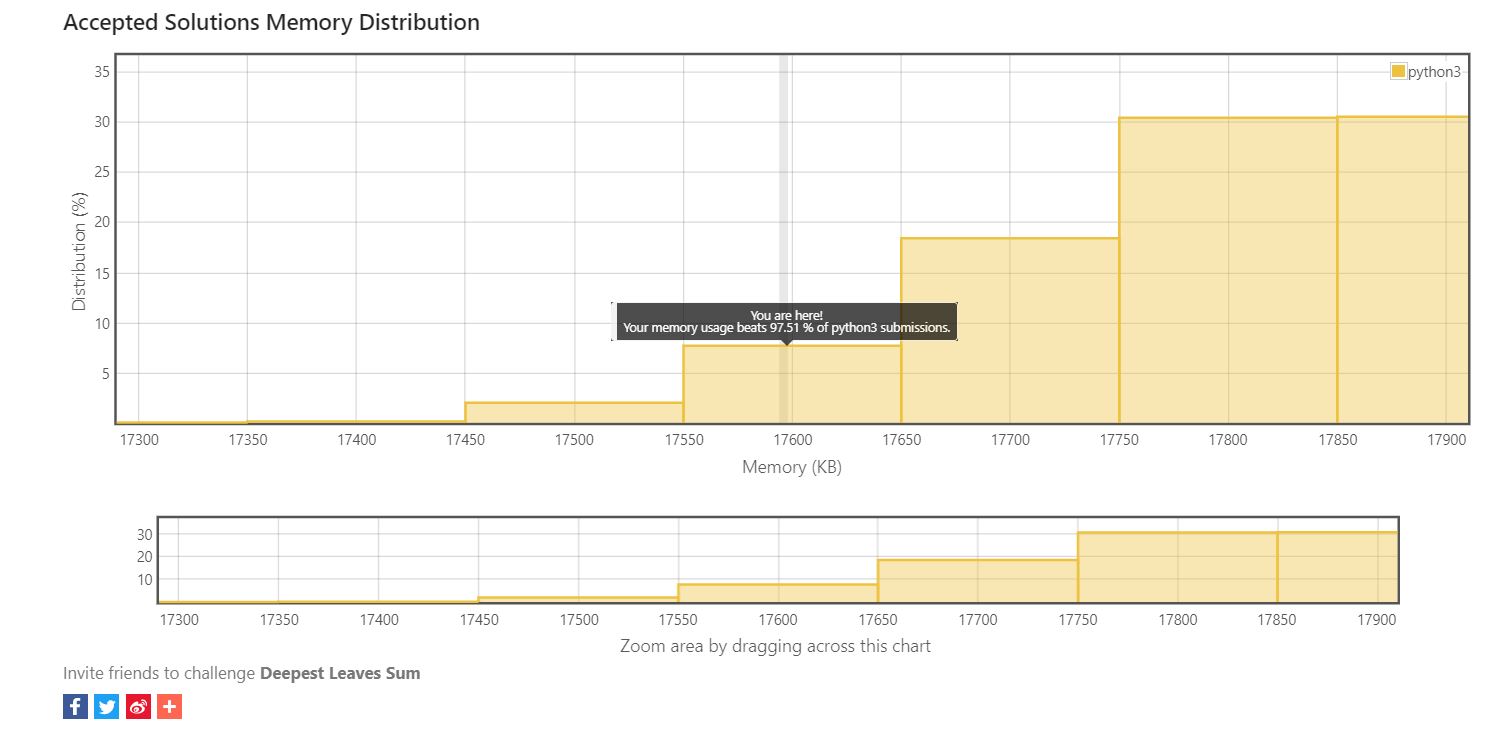 Accepted Solutions Memory Distribution
35
python3
30
25
20
15
10
5
Distribution (%)
You are here!
Your memory usage beats 97.51 % of python3 submissions.
17300 17350 17400 17450 17500 17550 17600 17650 17700 17750 17800 17850 17900
Memory (KB)
30
20
10
17300 17350 17400 17450 17500 17550 17600 17650 17700 17750 17800 17850 17900
Zoom area by dragging across this chart
Invite friends to challenge Deepest Leaves Sum